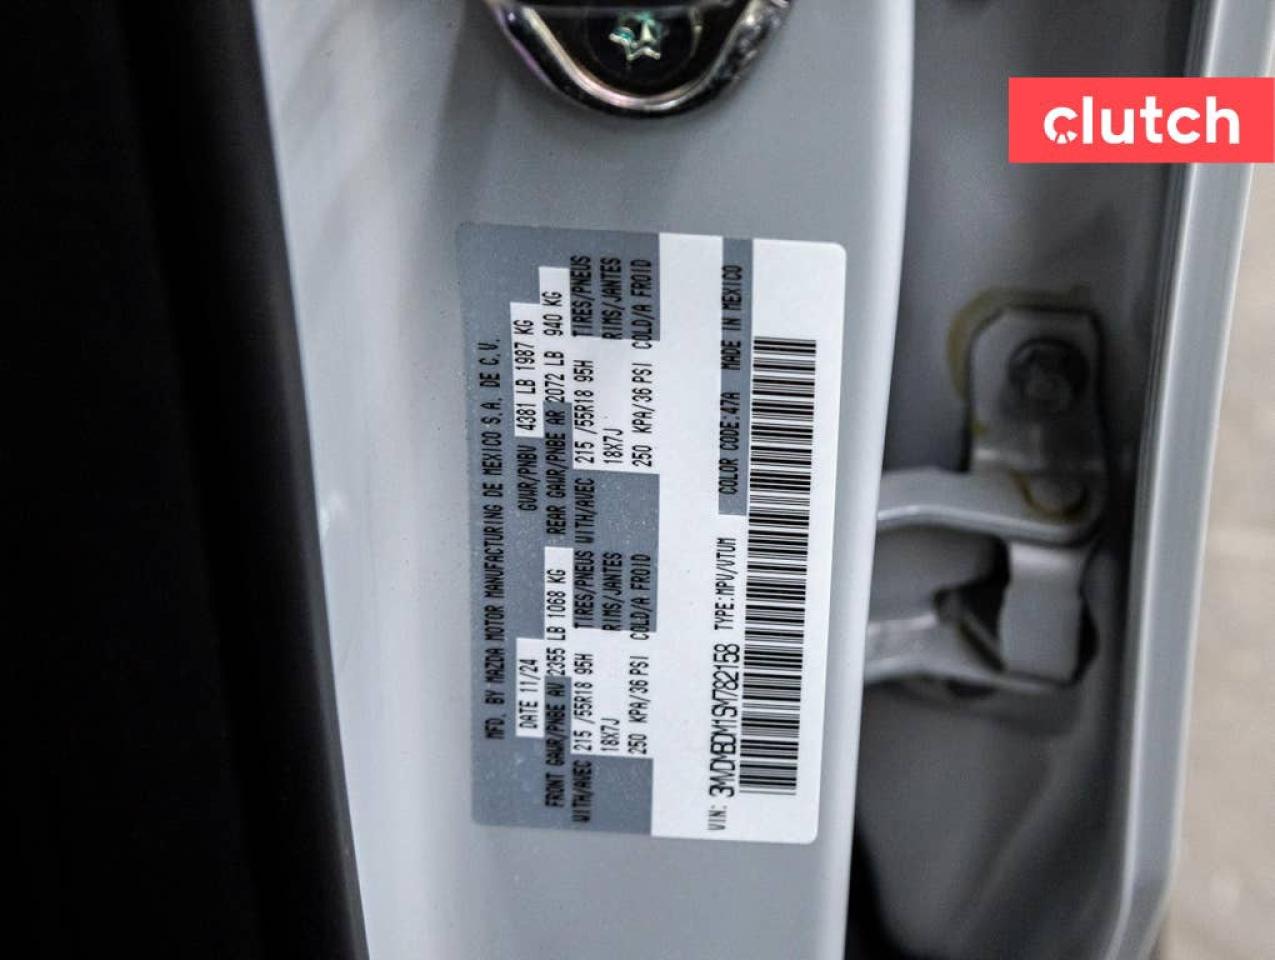 clutch
MFD. BY MAZDA MOTOR MANUFACTURING DE MEXICO S.A. DE C.V.
DATE 11/24 GVWR/PNBV 4381 LB 1987 KG
FRONT GAWR/PNBE AV 2355 LB 1068 KG REAR GAWR/PNBE AR 2072 LB 940 KG
WITH/AVEC 215 /55R18 95H TIRES/PNEUS WITH/AVEC 215 /55R18 95H TIRES/PNEUS
18X7J RIMS/JANTES 18X7J RIMS/JANTES
250 KPA/36 PSI COLD/A FROID 250 KPA/36 PSI COLD/A FROID
VIN: 3MVDMBDM1SM782158 TYPE:MPV/VTUM COLOR CODE:47A MADE IN MEXICO